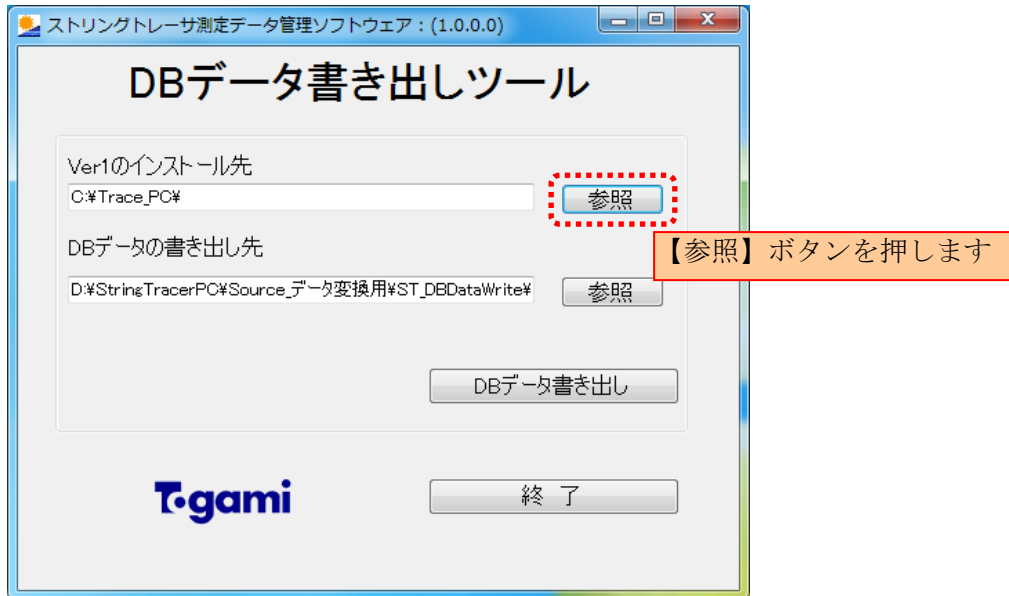 ストリングトレーサ測定データ管理ソフトウェア：(1.0.0.0)
DBデータ書き出しツール
Ver1のインストール先
C:¥Trace_PC¥
参照
【参照】ボタンを押します
DBデータの書き出し先
D:¥StringTracerPC¥Source_データ変換用¥ST_DBDataWrite¥
参照
DBデータ書き出し
Togami
終 了